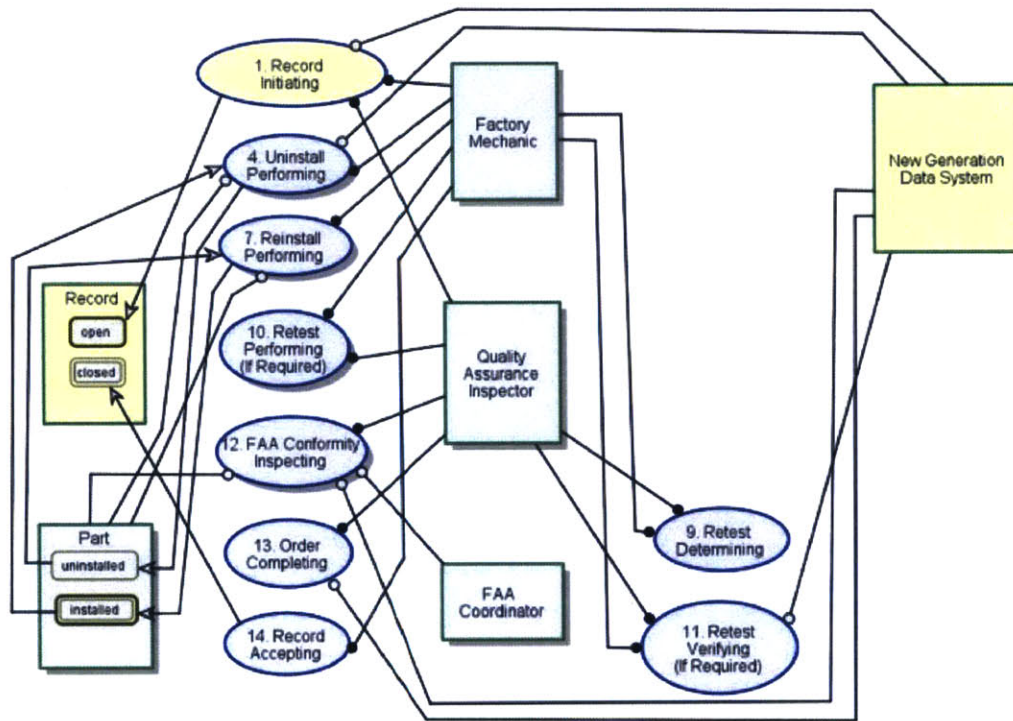 1. Record
Initiating
Factory
Mechanic
New Generation
Data System
4. Uninstall
Performing
7. Reinstall
Performing
Record
open
closed
10. Retest
Performing
(If Required)
Quality
Assurance
Inspector
12. FAA Conformity
Inspecting
Part
uninstalled
installed
13. Order
Completing
9. Retest
Determining
FAA
Coordinator
14. Record
Accepting
11. Retest
Verifying
(If Required)